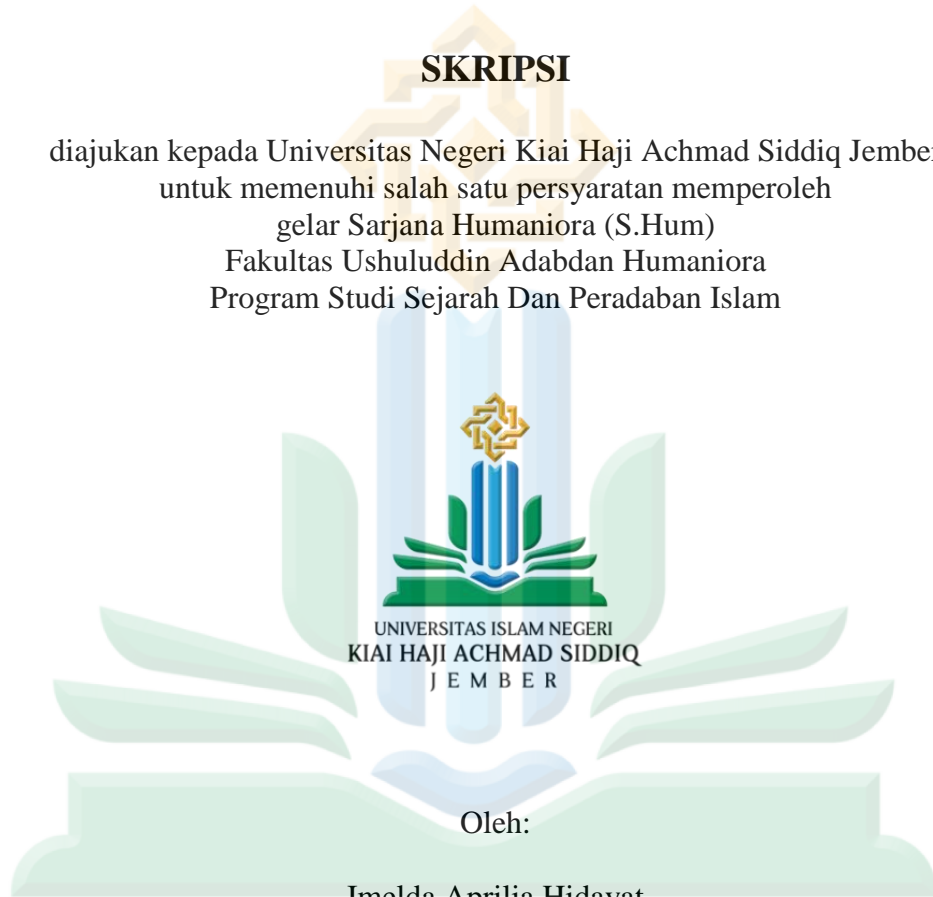 SKRIPSI
diajukan kepada Universitas Negeri Kiai Haji Achmad Siddiq Jember
untuk memenuhi salah satu persyaratan memperoleh
gelar Sarjana Humaniora (S.Hum)
Fakultas Ushuluddin Adabdan Humaniora
Program Studi Sejarah Dan Peradaban Islam
UNIVERSITAS ISLAM NEGERI
KIAI HAJI ACHMAD SIDDIQ
JEMBER
Oleh:
Imelda Aprilia Hidayat